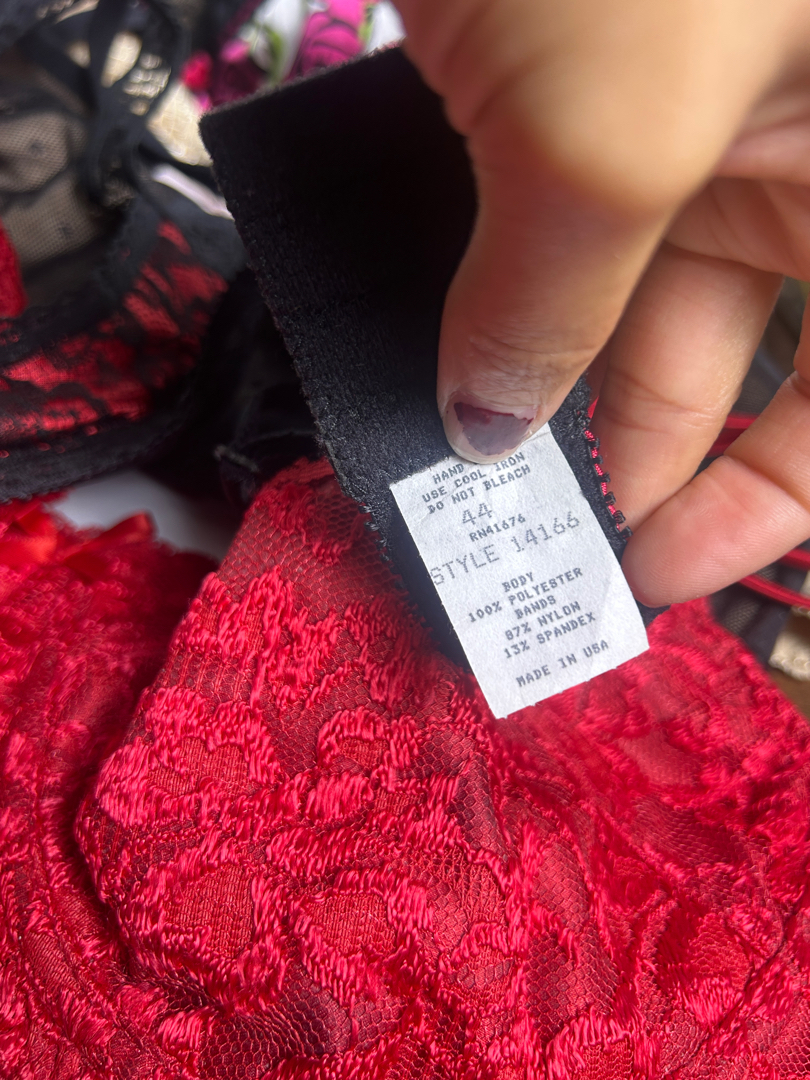 HAND
USE COOL IRON
DO NOT BLEACH
44
RN41676
STYLE 14166
BODY
100% POLYESTER
BANDS
87% NYLON
13% SPANDEX
MADE IN USA